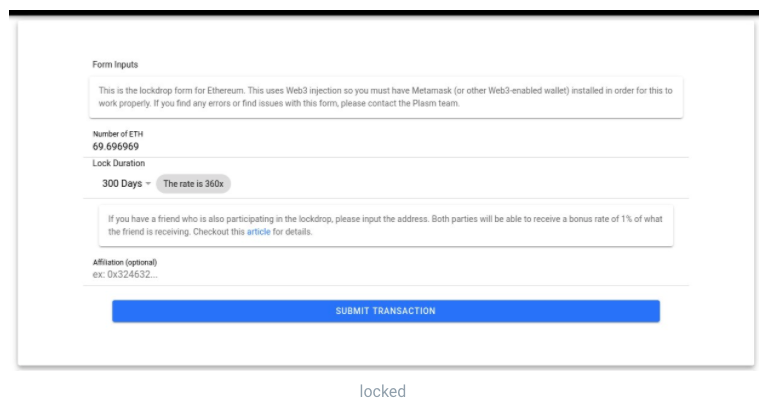 Form Inputs
This is the lockdrop form for Ethereum. This uses Web3 injection so you must have Metamask (or other Web3-enabled wallet) installed in order for this to
work properly. If you find any errors or find issues with this form, please contact the Plasm team.
Number of ETH
69.696969
Lock Duration
300 Days
The rate is 360x
If you have a friend who is also participating in the lockdrop, please input the address. Both parties will be able to receive a bonus rate of 1% of what
the friend is receiving. Checkout this article for details.
Affiliation (optional)
ex: 0x324632...
SUBMIT TRANSACTION
locked